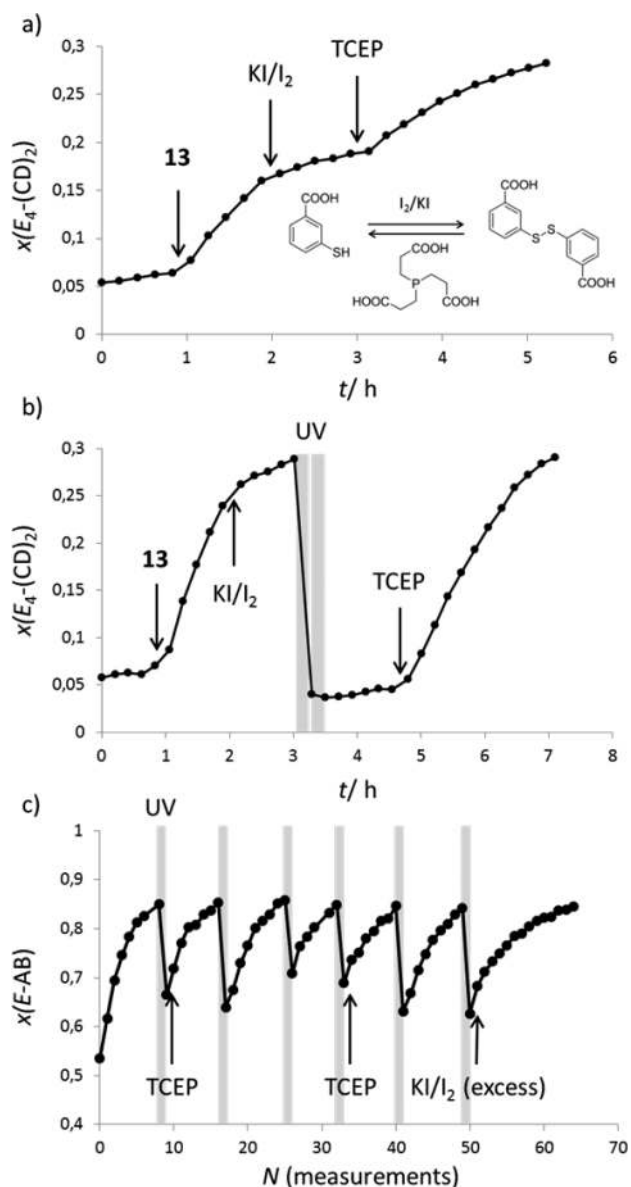 a)
0,3
0,25
0,2
0,15
0,1
0,05
0
x(E₄-(CD)₂)
13
KI/I₂
TCEP
COOH
SH
I₂/KI
COOH
HOOC
P
COOH
COOH
S
S
COOH
0
1
2
3
4
5
6
t/ h
b)
UV
0,3
0,25
0,2
0,15
0,1
0,05
0
x(E₄-(CD)₂)
13
KI/I₂
TCEP
0
1
2
3
4
5
6
7
8
t/ h
c)
UV
1
0,9
0,8
0,7
0,6
0,5
0,4
x(E-AB)
TCEP
TCEP
KI/I₂ (excess)
0
10
20
30
40
50
60
70
N (measurements)